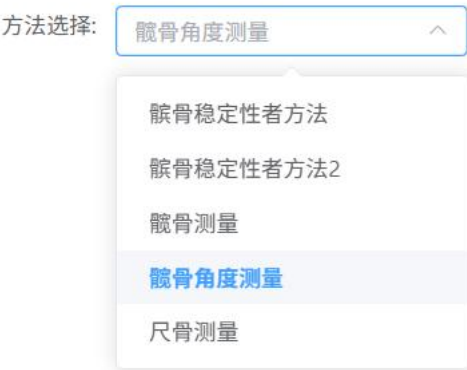 方法选择: 髋骨角度测量
髌骨稳定性者方法
髌骨稳定性者方法2
髋骨测量
髋骨角度测量
尺骨测量